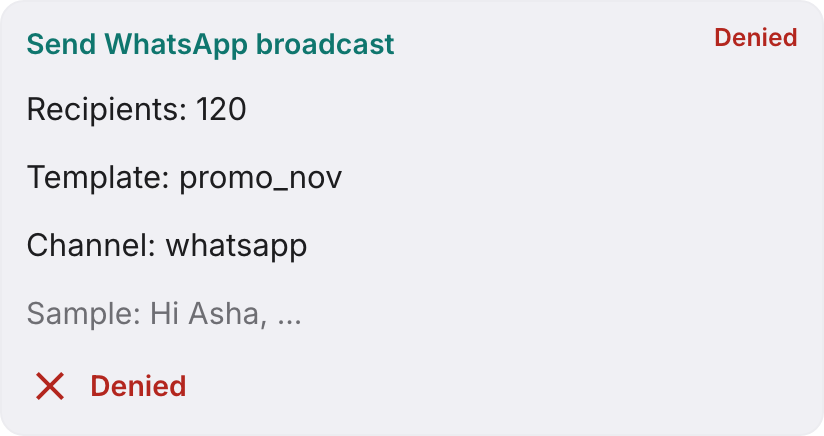 Send WhatsApp broadcast
Denied
Recipients: 120
Template: promo_nov
Channel: whatsapp
Sample: Hi Asha, ...
Denied